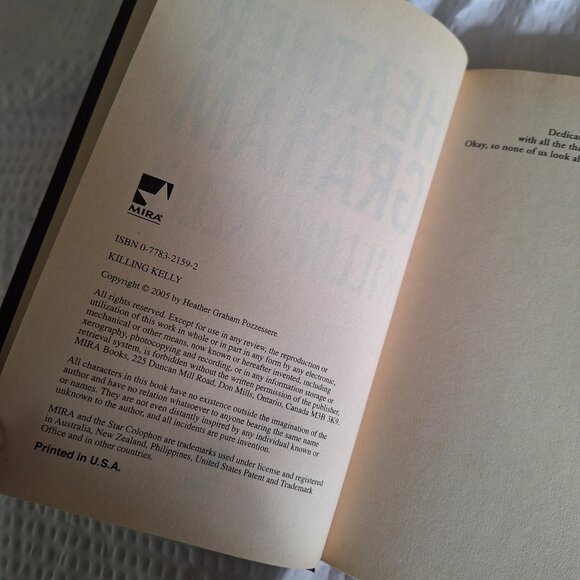 MIRA®
ISBN 0-7783-2159-2
KILLING KELLY
Copyright © 2005 by Heather Graham Pozzessere.
All rights reserved. Except for use in any review, the reproduction or
utilization of this work in whole or in part in any form by any electronic,
mechanical or other means, now known or hereafter invented, including
xerography, photocopying and recording, or in any information storage or
retrieval system, is forbidden without the written permission of the publisher,
MIRA Books, 225 Duncan Mill Road, Don Mills, Ontario, Canada M3B 3K9.
All characters in this book have no existence outside the imagination of the
author and have no relation whatsoever to anyone bearing the same name
or names. They are not even distantly inspired by any individual known or
unknown to the author, and all incidents are pure invention.
MIRA and the Star Colophon are trademarks used under license and registered
in Australia, New Zealand, Philippines, United States Patent and Trademark
Office and in other countries.
Printed in U.S.A.
Dedica
with all the tha
Okay, so none of us look al